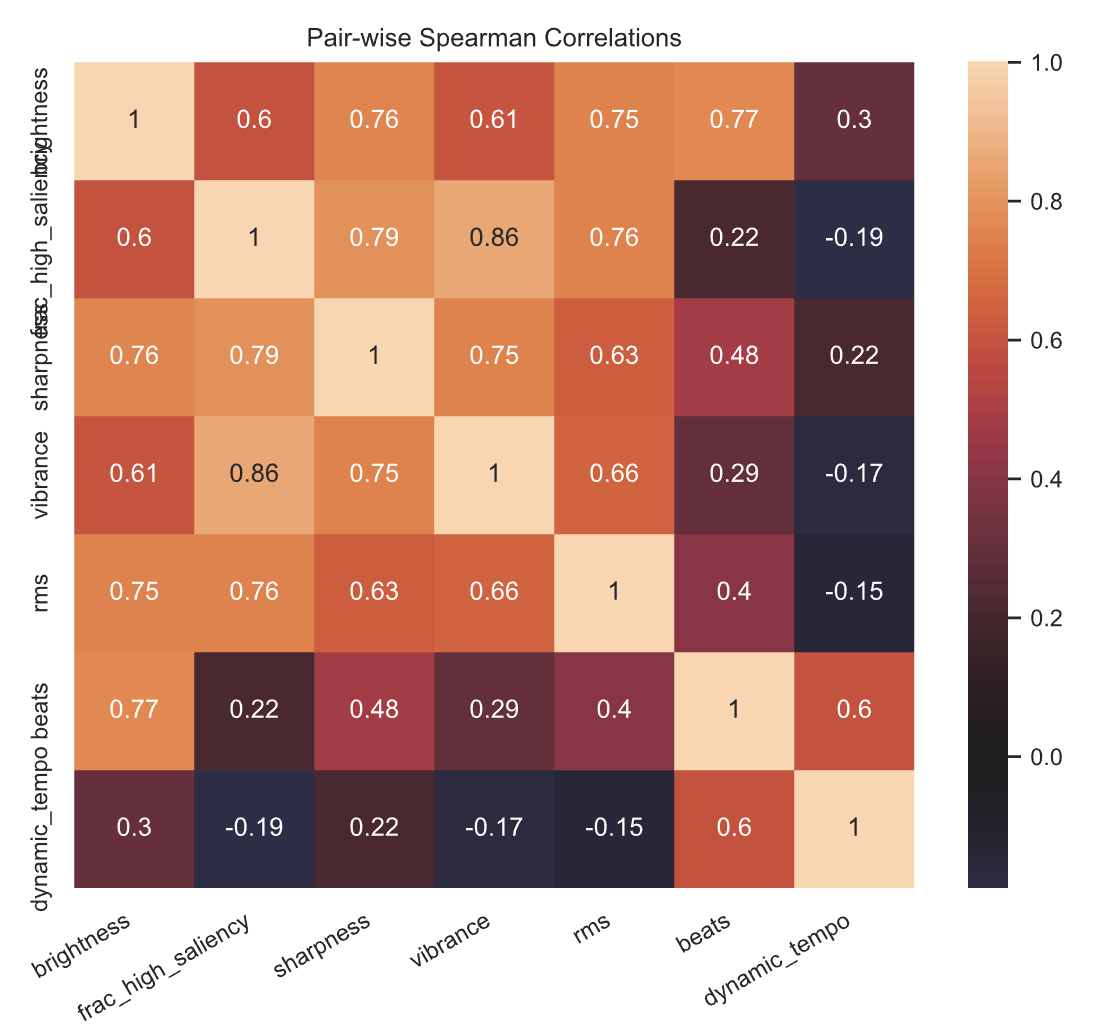 Pair-wise Spearman Correlations
brightness 1 0.6 0.76 0.61 0.75 0.77 0.3
frac_high_saliency 0.6 1 0.79 0.86 0.76 0.22 -0.19
sharpness 0.76 0.79 1 0.75 0.63 0.48 0.22
vibrance 0.61 0.86 0.75 1 0.66 0.29 -0.17
rms 0.75 0.76 0.63 0.66 1 0.4 -0.15
beats 0.77 0.22 0.48 0.29 0.4 1 0.6
dynamic_tempo 0.3 -0.19 0.22 -0.17 -0.15 0.6 1
brightness frac_high_saliency sharpness vibrance rms beats dynamic_tempo
1.0
0.8
0.6
0.4
0.2
0.0